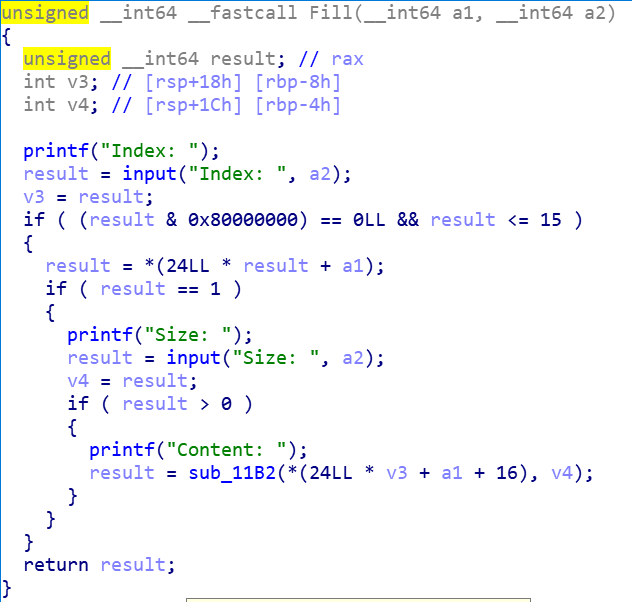 unsigned __int64 __fastcall Fill(__int64 a1, __int64 a2)
{
  unsigned __int64 result; // rax
  int v3; // [rsp+18h] [rbp-8h]
  int v4; // [rsp+1Ch] [rbp-4h]

  printf("Index: ");
  result = input("Index: ", a2);
  v3 = result;
  if ( (result & 0x80000000) == 0LL && result <= 15 )
  {
    result = *(24LL * result + a1);
    if ( result == 1 )
    {
      printf("Size: ");
      result = input("Size: ", a2);
      v4 = result;
      if ( result > 0 )
      {
        printf("Content: ");
        result = sub_11B2(*(24LL * v3 + a1 + 16), v4);
      }
    }
  }
  return result;
}